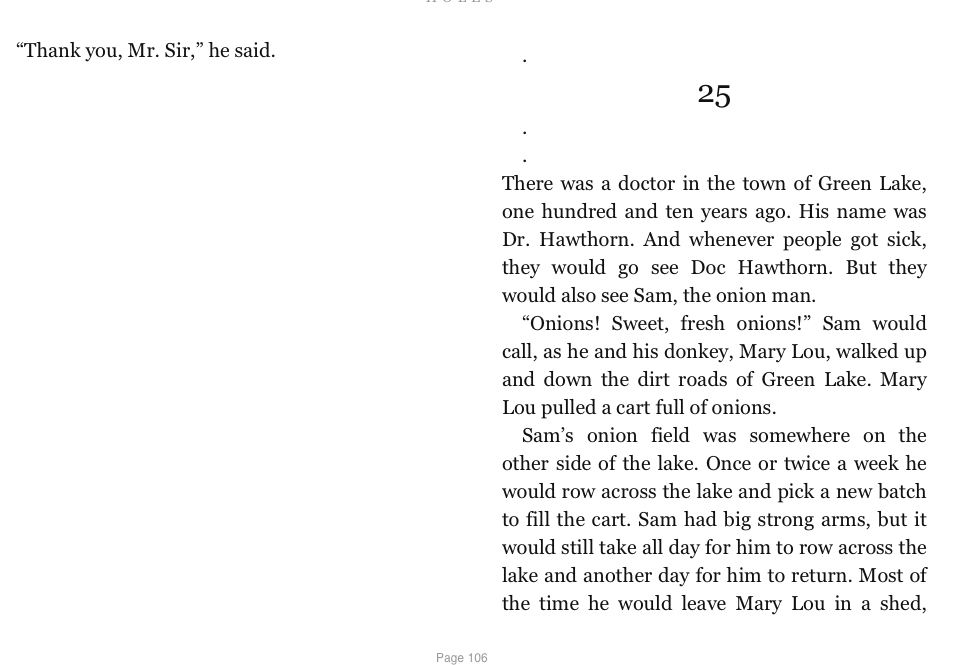 HOLES
“Thank you, Mr. Sir,” he said.
.
25
.
.
There was a doctor in the town of Green Lake,
one hundred and ten years ago. His name was
Dr. Hawthorn. And whenever people got sick,
they would go see Doc Hawthorn. But they
would also see Sam, the onion man.
“Onions! Sweet, fresh onions!” Sam would
call, as he and his donkey, Mary Lou, walked up
and down the dirt roads of Green Lake. Mary
Lou pulled a cart full of onions.
Sam’s onion field was somewhere on the
other side of the lake. Once or twice a week he
would row across the lake and pick a new batch
to fill the cart. Sam had big strong arms, but it
would still take all day for him to row across the
lake and another day for him to return. Most of
the time he would leave Mary Lou in a shed,
Page 106